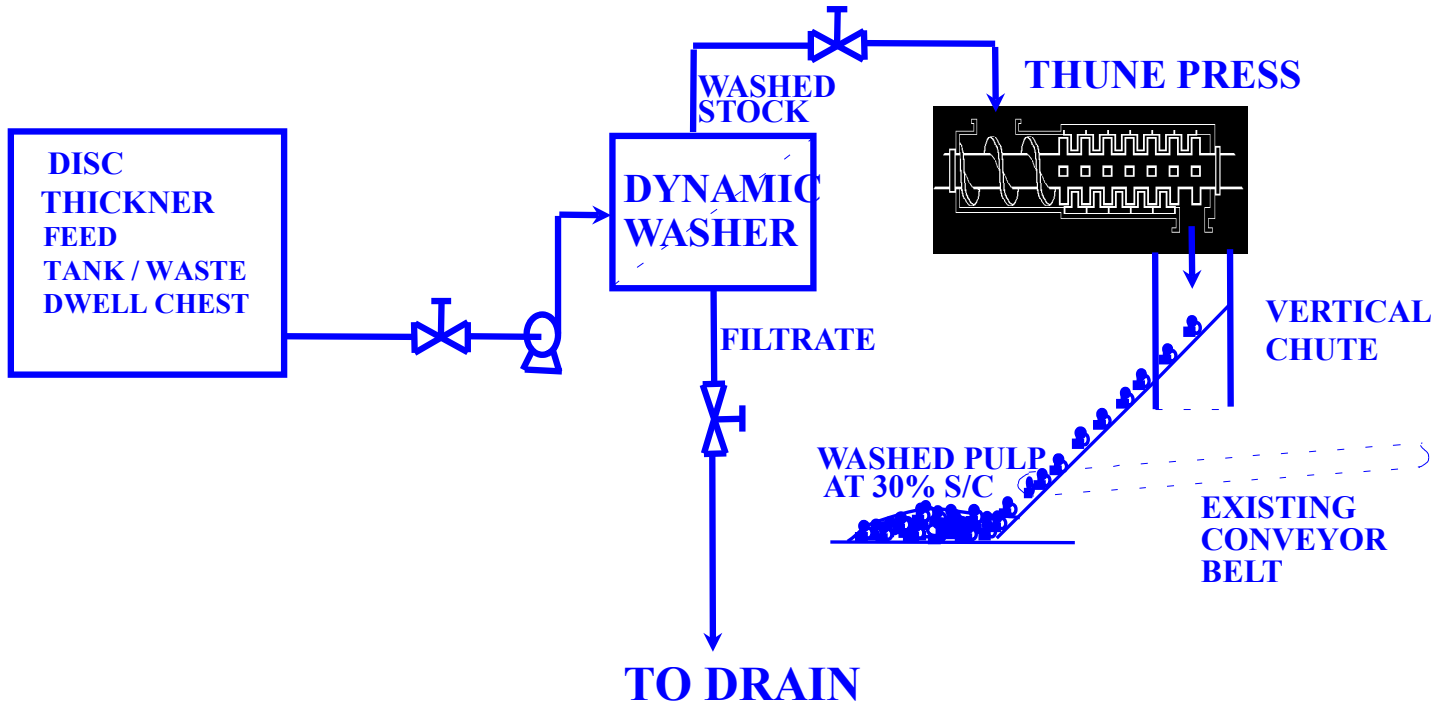 DISC
THICKNER
FEED
TANK / WASTE
DWELL CHEST
WASHED
STOCK
DYNAMIC
WASHER
FILTRATE
TO DRAIN
THUNE PRESS
VERTICAL
CHUTE
WASHED PULP
AT 30% S/C
EXISTING
CONVEYOR
BELT